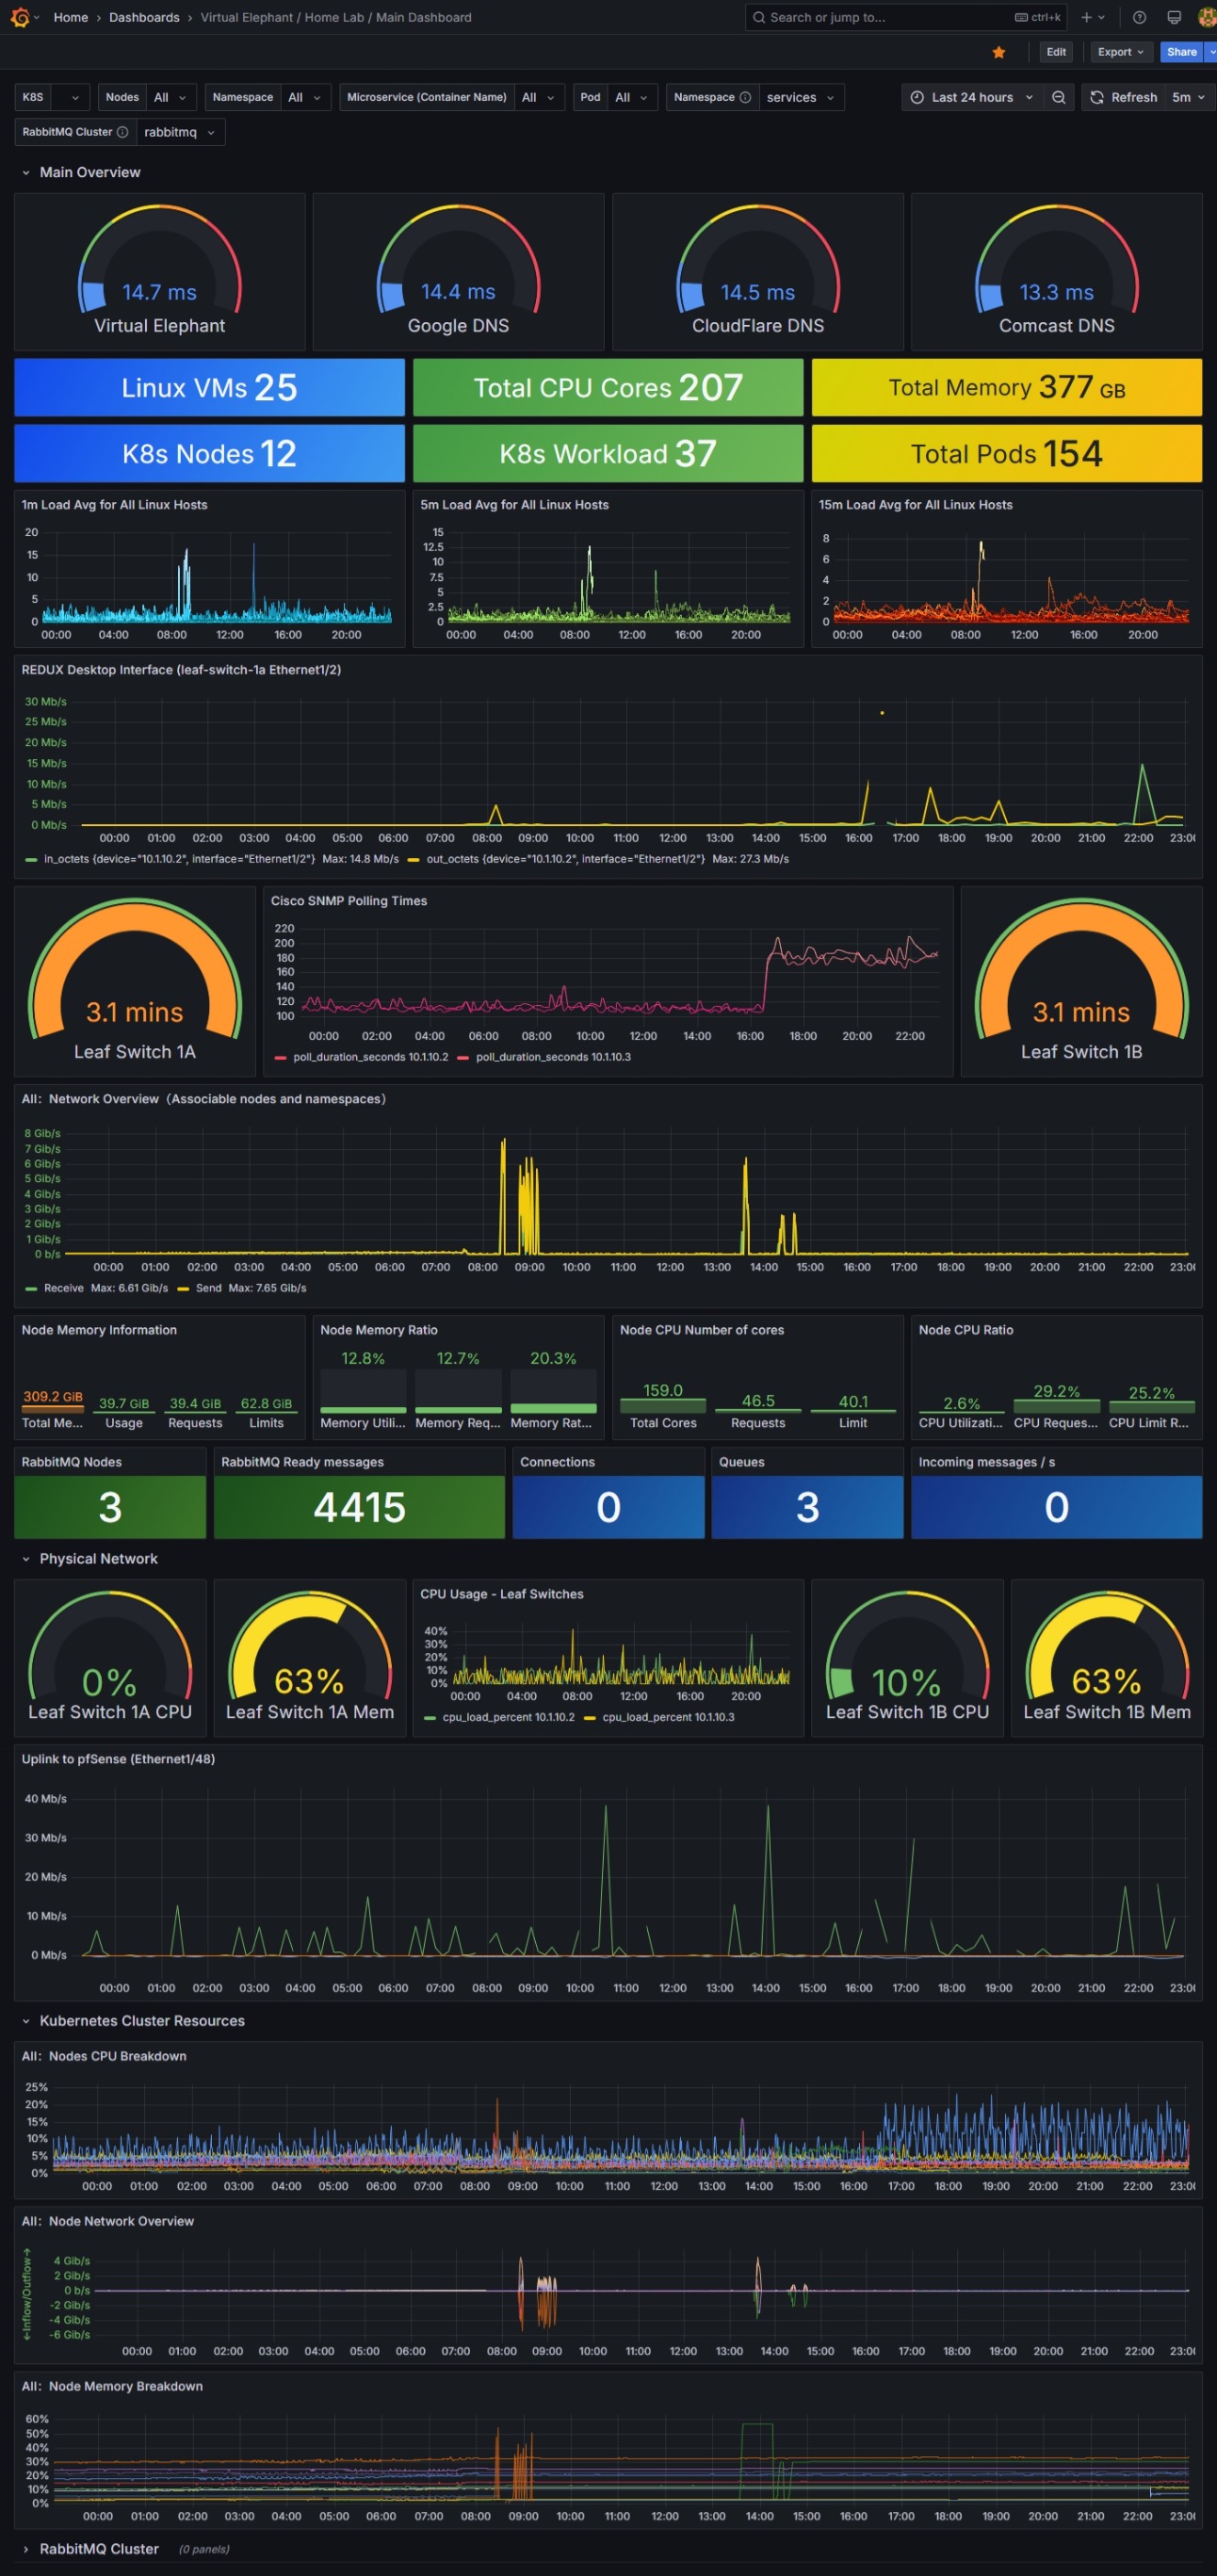 Home › Dashboards › Virtual Elephant / Home Lab / Main Dashboard
Search or jump to... ctrl+k
Edit Export Share
K8S Nodes All Namespace All Microservice (Container Name) All Pod All Namespace services Last 24 hours Refresh 5m
RabbitMQ Cluster rabbitmq
Main Overview
14.7 ms 14.4 ms 14.5 ms 13.3 ms
Virtual Elephant Google DNS CloudFlare DNS Comcast DNS
Linux VMs 25 Total CPU Cores 207 Total Memory 377 GB
K8s Nodes 12 K8s Workload 37 Total Pods 154
1m Load Avg for All Linux Hosts
20
15
10
5
0
00:00 04:00 08:00 12:00 16:00 20:00
5m Load Avg for All Linux Hosts
15
12.5
10
7.5
5
2.5
0
00:00 04:00 08:00 12:00 16:00 20:00
15m Load Avg for All Linux Hosts
8
6
4
2
0
00:00 04:00 08:00 12:00 16:00 20:00
REDUX Desktop Interface (leaf-switch-1a Ethernet1/2)
30 Mb/s
25 Mb/s
20 Mb/s
15 Mb/s
10 Mb/s
5 Mb/s
0 Mb/s
00:00 01:00 02:00 03:00 04:00 05:00 06:00 07:00 08:00 09:00 10:00 11:00 12:00 13:00 14:00 15:00 16:00 17:00 18:00 19:00 20:00 21:00 22:00 23:00
in_octets {device="10.1.10.2", interface="Ethernet1/2"} Max: 14.8 Mb/s out_octets {device="10.1.10.2", interface="Ethernet1/2"} Max: 27.3 Mb/s
3.1 mins
Leaf Switch 1A
Cisco SNMP Polling Times
220
200
180
160
140
120
100
00:00 02:00 04:00 06:00 08:00 10:00 12:00 14:00 16:00 18:00 20:00 22:00
poll_duration_seconds 10.1.10.2 poll_duration_seconds 10.1.10.3
3.1 mins
Leaf Switch 1B
All: Network Overview (Associable nodes and namespaces)
8 Gib/s
7 Gib/s
6 Gib/s
5 Gib/s
4 Gib/s
3 Gib/s
2 Gib/s
1 Gib/s
0 b/s
00:00 01:00 02:00 03:00 04:00 05:00 06:00 07:00 08:00 09:00 10:00 11:00 12:00 13:00 14:00 15:00 16:00 17:00 18:00 19:00 20:00 21:00 22:00 23:00
Receive Max: 6.61 Gib/s Send Max: 7.65 Gib/s
Node Memory Information
309.2 GiB 39.7 GiB 39.4 GiB 62.8 GiB
Total Me... Usage Requests Limits
Node Memory Ratio
12.8% 12.7% 20.3%
Memory Utili... Memory Req... Memory Rat...
Node CPU Number of cores
159.0 46.5 40.1
Total Cores Requests Limit
Node CPU Ratio
2.6% 29.2% 25.2%
CPU Utilizati... CPU Reques... CPU Limit R...
RabbitMQ Nodes RabbitMQ Ready messages Connections Queues Incoming messages / s
3 4415 0 3 0
Physical Network
0%
Leaf Switch 1A CPU
63%
Leaf Switch 1A Mem
CPU Usage - Leaf Switches
40%
30%
20%
10%
0%
00:00 04:00 08:00 12:00 16:00 20:00
cpu_load_percent 10.1.10.2 cpu_load_percent 10.1.10.3
10%
Leaf Switch 1B CPU
63%
Leaf Switch 1B Mem
Uplink to pfSense (Ethernet1/48)
40 Mb/s
30 Mb/s
20 Mb/s
10 Mb/s
0 Mb/s
00:00 01:00 02:00 03:00 04:00 05:00 06:00 07:00 08:00 09:00 10:00 11:00 12:00 13:00 14:00 15:00 16:00 17:00 18:00 19:00 20:00 21:00 22:00 23:00
Kubernetes Cluster Resources
All: Nodes CPU Breakdown
25%
20%
15%
10%
5%
0%
00:00 01:00 02:00 03:00 04:00 05:00 06:00 07:00 08:00 09:00 10:00 11:00 12:00 13:00 14:00 15:00 16:00 17:00 18:00 19:00 20:00 21:00 22:00 23:00
All: Node Network Overview
←Inflow/Outflow→
4 Gib/s
2 Gib/s
0 b/s
-2 Gib/s
-4 Gib/s
-6 Gib/s
00:00 01:00 02:00 03:00 04:00 05:00 06:00 07:00 08:00 09:00 10:00 11:00 12:00 13:00 14:00 15:00 16:00 17:00 18:00 19:00 20:00 21:00 22:00 23:00
All: Node Memory Breakdown
60%
50%
40%
30%
20%
10%
0%
00:00 01:00 02:00 03:00 04:00 05:00 06:00 07:00 08:00 09:00 10:00 11:00 12:00 13:00 14:00 15:00 16:00 17:00 18:00 19:00 20:00 21:00 22:00 23:00
RabbitMQ Cluster (0 panels)